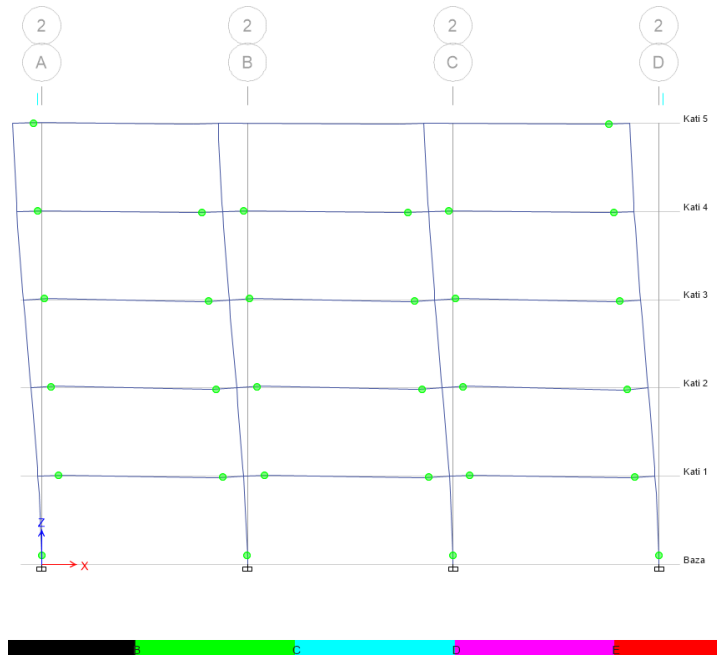 2 2 2 2
A B C D
Kati 5
Kati 4
Kati 3
Kati 2
Kati 1
Z
Baza
X
B C D E